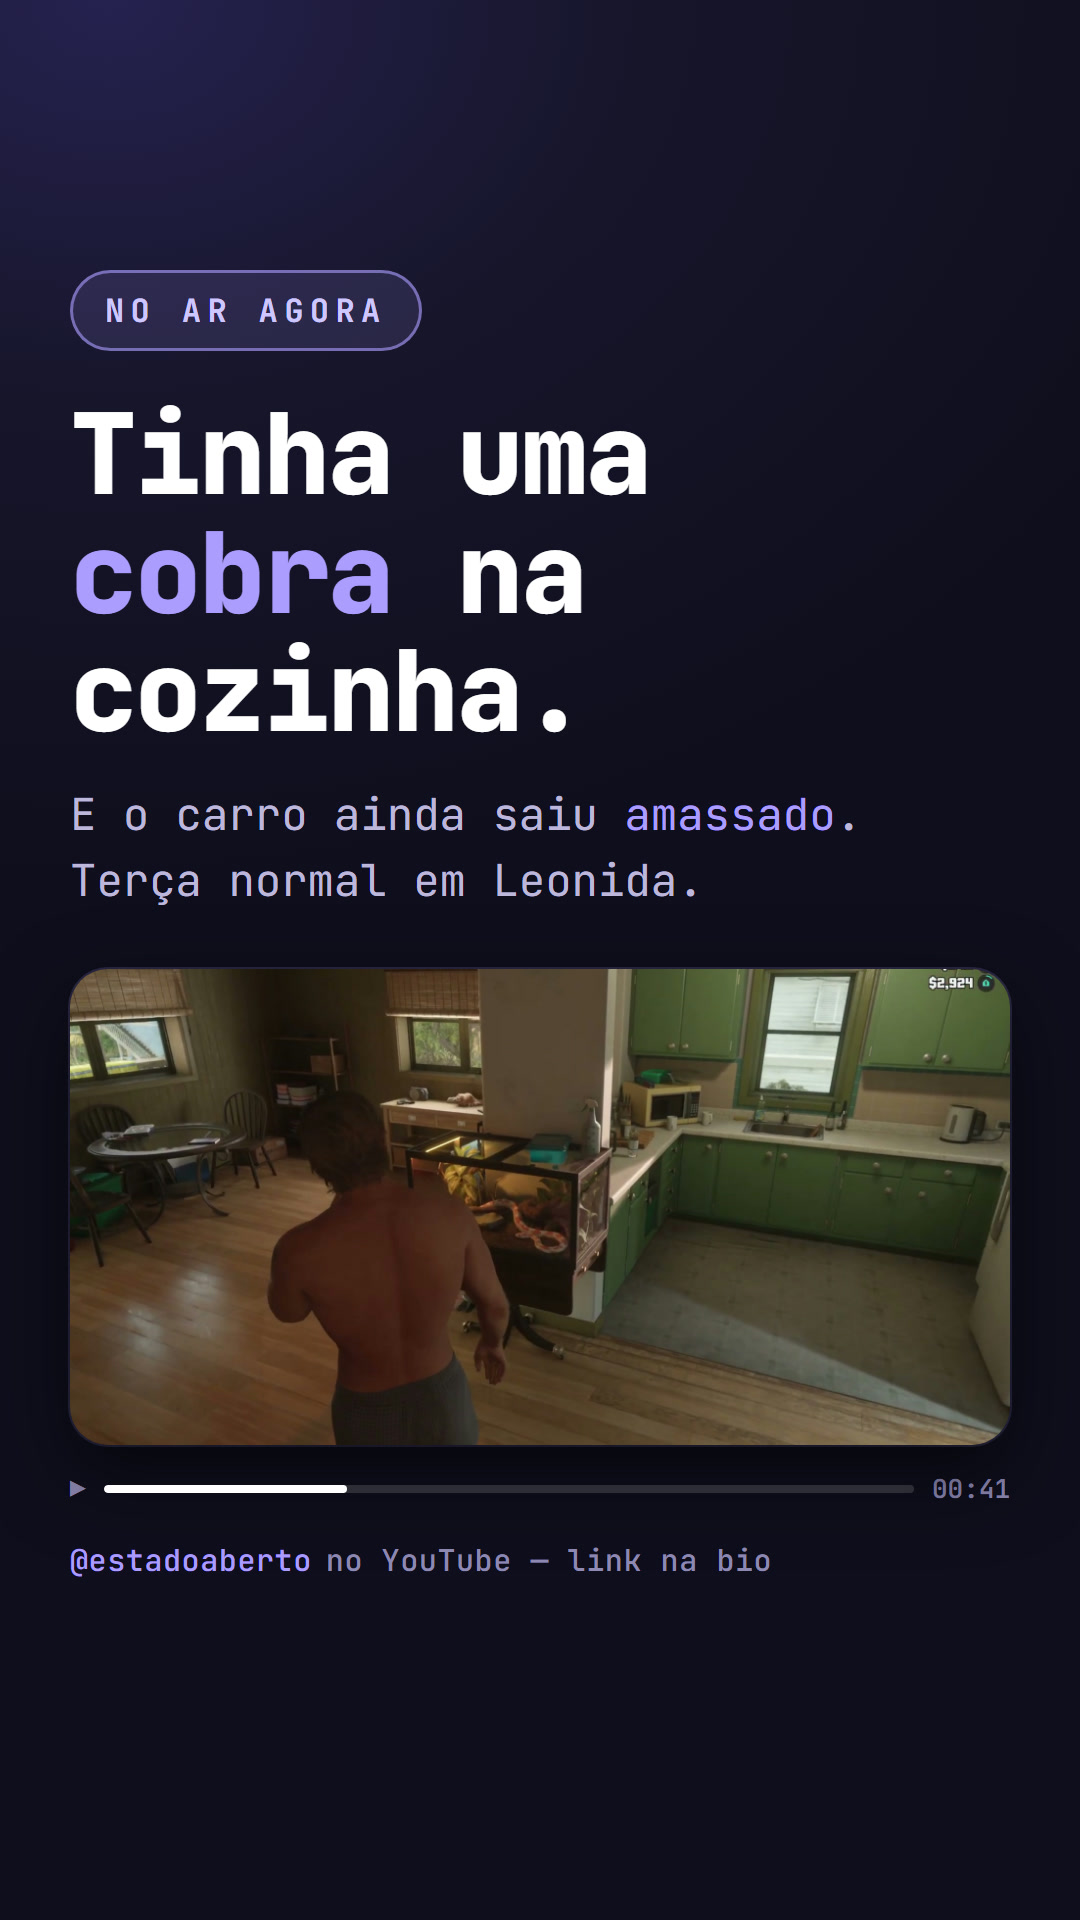 NO AR AGORA
Tinha uma
cobra na
cozinha.
E o carro ainda saiu amassado.
Terça normal em Leonida.
$2,924
00:41
@estadoaberto no YouTube — link na bio